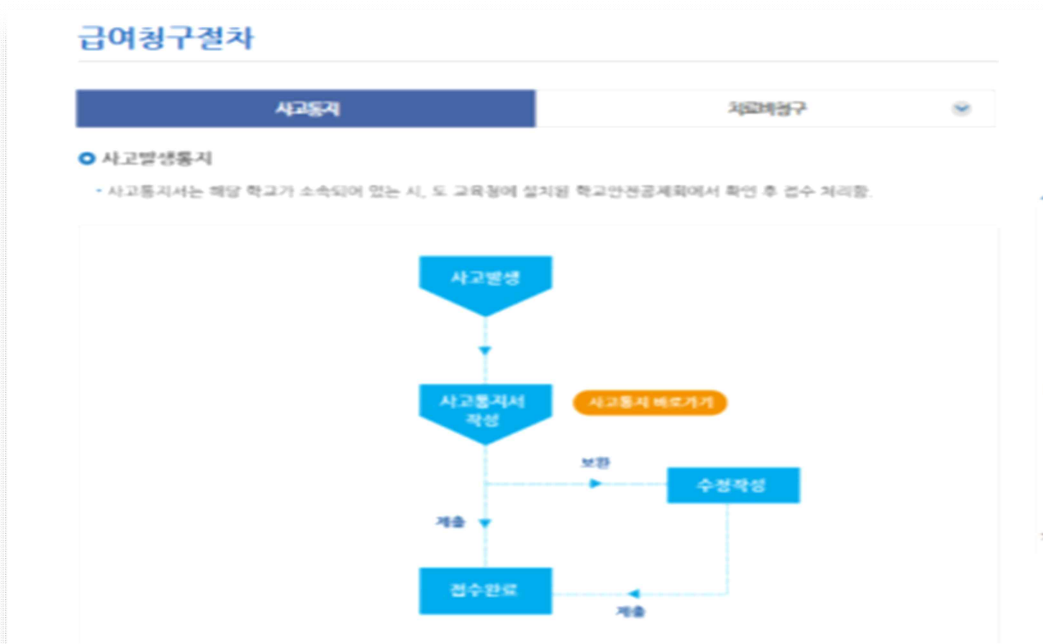 급여청구절차
사고통지
치료비청구
사고발생통지
사고통지서는 해당 학교가 소속되어 있는 시, 도 교육청에 설치된 학교안전공제회에서 확인 후 접수 처리함.
사고발생
사고통지서
작성
사고통지 바로가기
보완
수정작성
제출
접수완료
제출